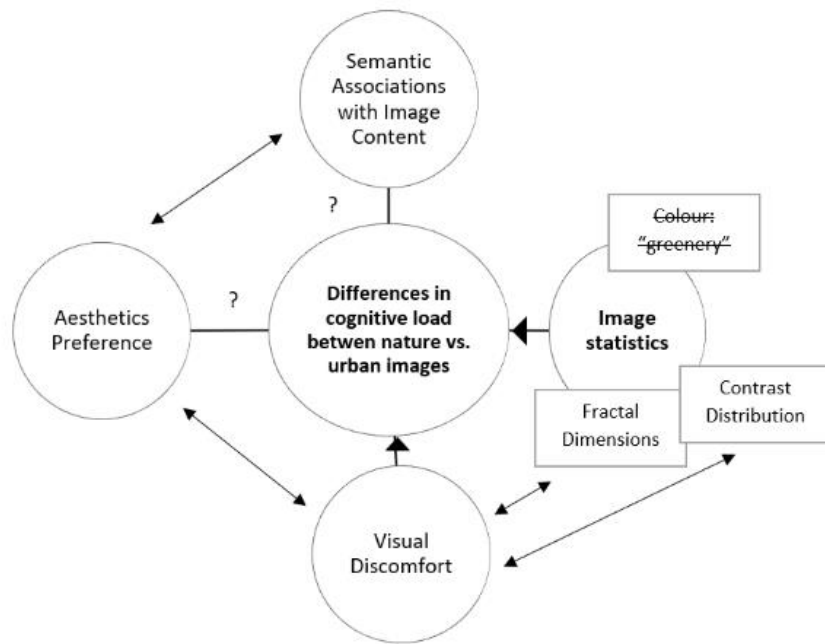 Semantic
Associations
with Image
Content
?
Colour:
“greenery”
?
Aesthetics
Preference
Differences in
cognitive load
betwen nature vs.
urban images
Image
statistics
Fractal
Dimensions
Contrast
Distribution
Visual
Discomfort